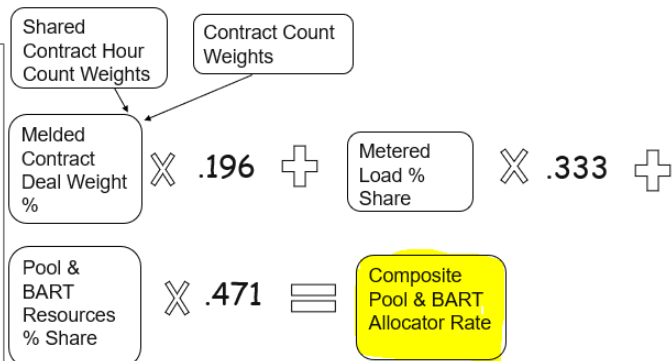 Shared
Contract Hour
Count Weights
Contract Count
Weights
Melded
Contract
Deal Weight
%
X .196 +
Metered
Load %
Share
X .333 +
Pool &
BART
Resources
% Share
X .471 =
Composite
Pool & BART
Allocator Rate